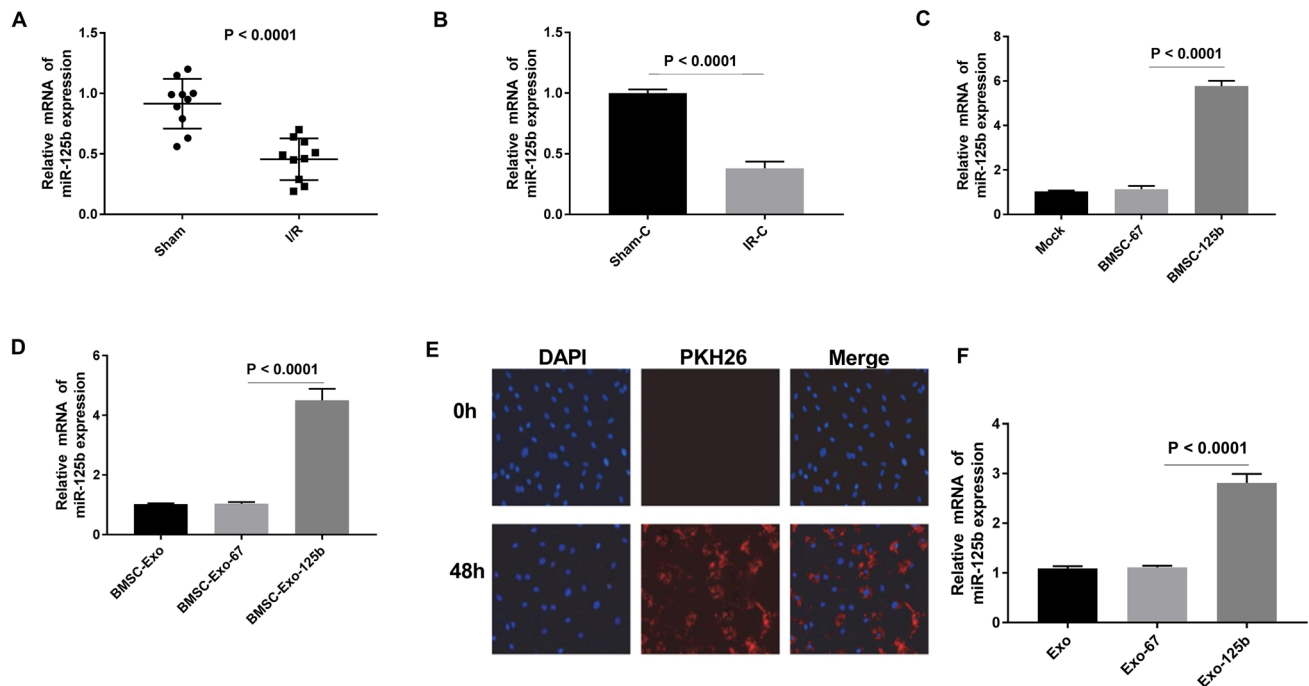 A
P < 0.0001
Relative mRNA of
miR-125b expression
1.5
1.0
0.5
0.0
Sham
I/R
B
P < 0.0001
Relative mRNA of
miR-125b expression
1.5
1.0
0.5
0.0
Sham-C
IR-C
C
P < 0.0001
Relative mRNA of
miR-125b expression
8
6
4
2
0
Mock
BMSC-67
BMSC-125b
D
P < 0.0001
Relative mRNA of
miR-125b expression
6
4
2
0
BMSC-Exo
BMSC-Exo-67
BMSC-Exo-125b
E
DAPI
PKH26
Merge
0h
48h
F
P < 0.0001
Relative mRNA of
miR-125b expression
4
3
2
1
0
Exo
Exo-67
Exo-125b